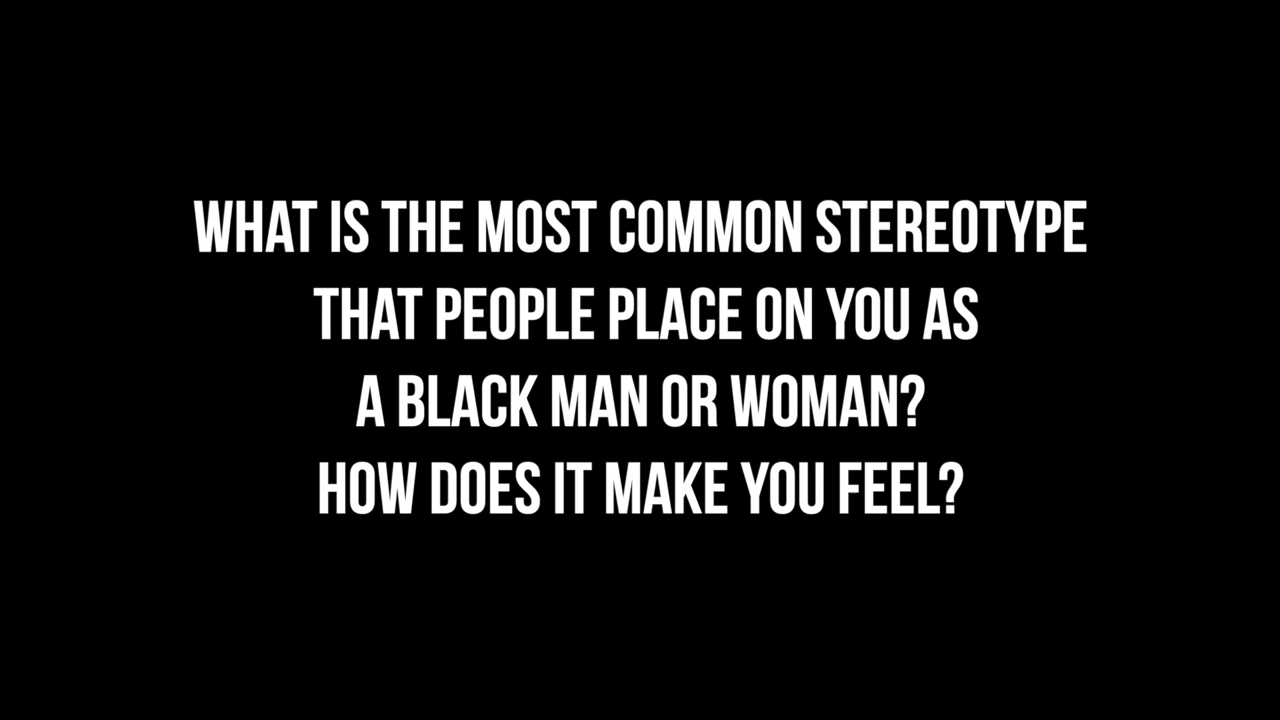 WHAT IS THE MOST COMMON STEREOTYPE
THAT PEOPLE PLACE ON YOU AS
A BLACK MAN OR WOMAN?
HOW DOES IT MAKE YOU FEEL?